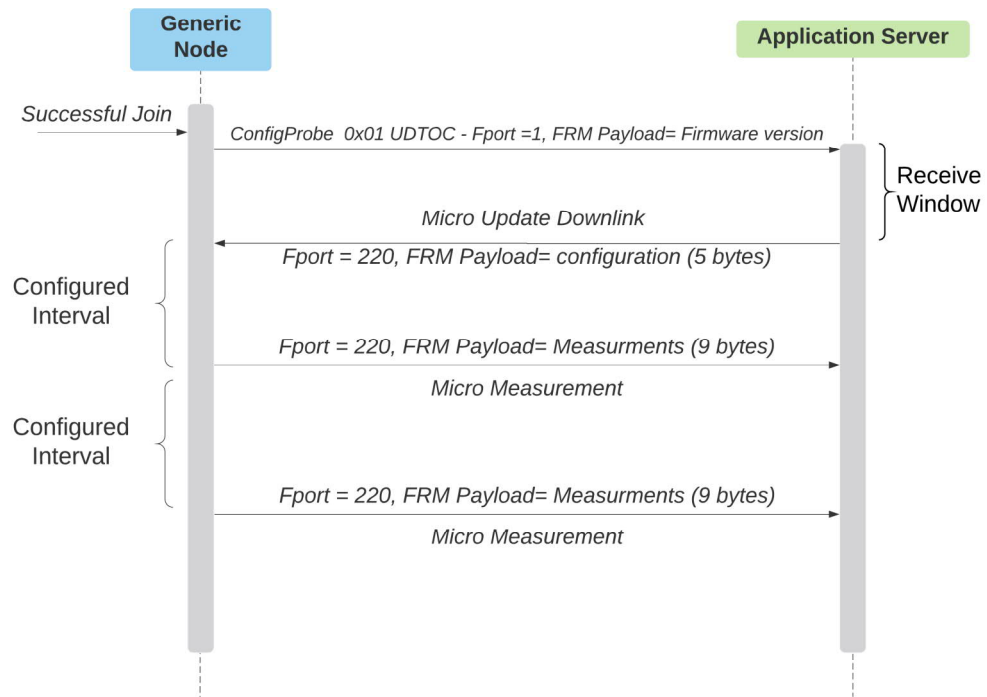 Generic
Node
Application Server
Successful Join
ConfigProbe 0x01 UDTOC - Fport =1, FRM Payload= Firmware version
Receive
Window
Micro Update Downlink
Fport = 220, FRM Payload= configuration (5 bytes)
Configured
Interval
Fport = 220, FRM Payload= Measurments (9 bytes)
Micro Measurement
Configured
Interval
Fport = 220, FRM Payload= Measurments (9 bytes)
Micro Measurement